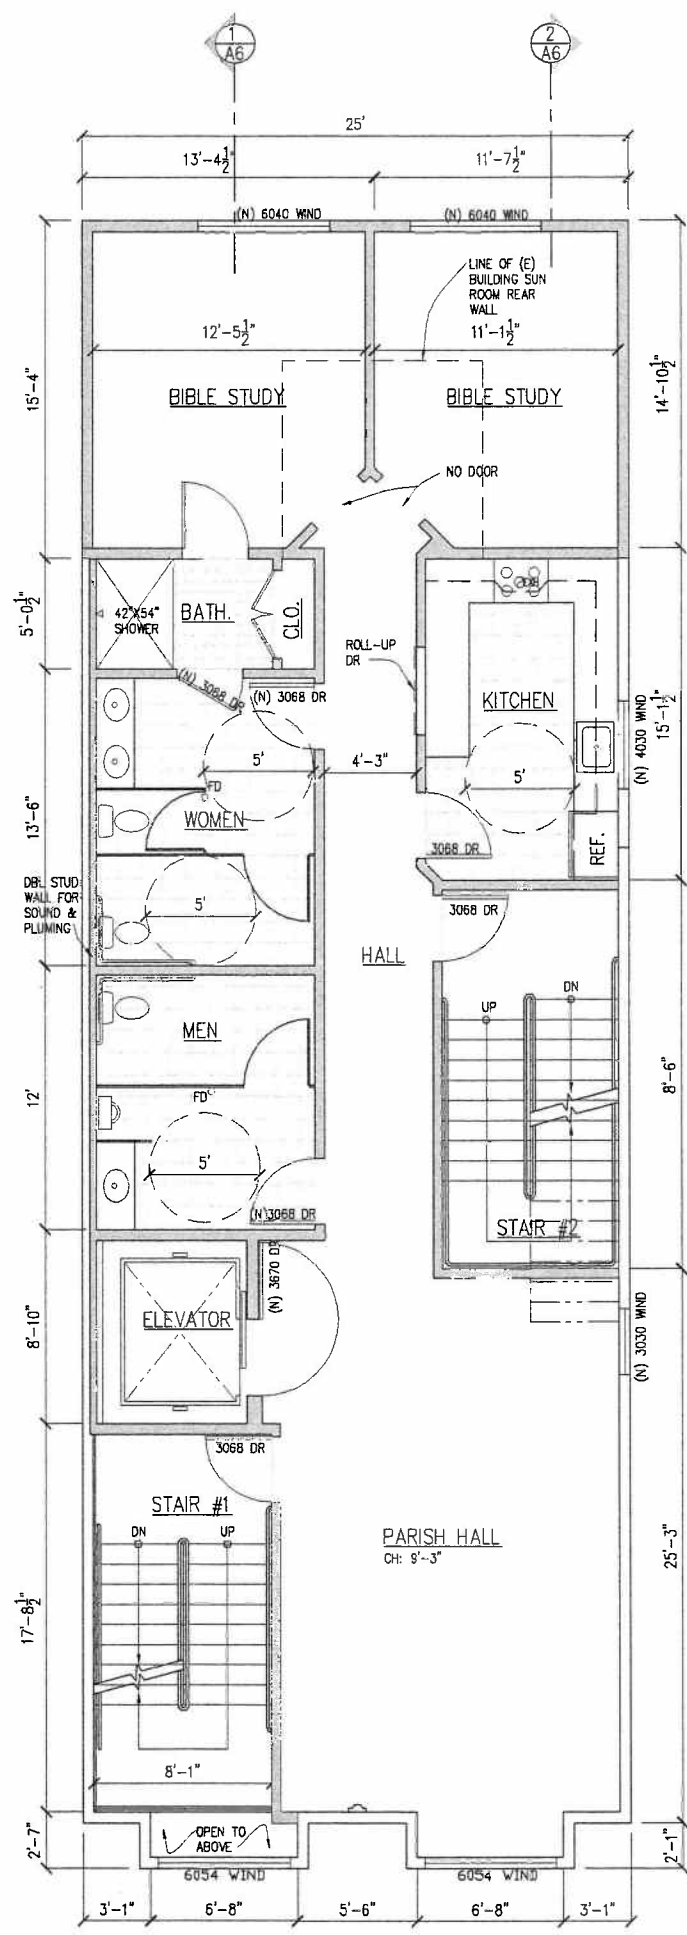 1
A6
2
A6
25'
13'-4½"
11'-7½"
(N) 6040 WIND
(N) 6040 WIND
LINE OF (E)
BUILDING SUN
ROOM REAR
WALL
12'-5½"
11'-1½"
15'-4"
14'-10½"
BIBLE STUDY
BIBLE STUDY
NO DOOR
5'-0½"
42"X54"
SHOWER
BATH.
CLO.
ROLL-UP
DR
(N) 3068 DR
(N) 3068 DR
KITCHEN
15'-1½"
(N) 4030 WIND
5'
4'-3"
5'
FD
13'-6"
WOMEN
3068 DR
REF.
DBL STUD
WALL FOR
SOUND &
PLUMING
5'
3068 DR
HALL
UP
DN
MEN
8'-6"
12'
FD
5'
(N)3068 DR
STAIR #2
(N) 3670 DR
8'-10"
ELEVATOR
(N) 3030 WIND
3068 DR
STAIR #1
DN
UP
PARISH HALL
CH: 9'-3"
25'-3"
17'-8½"
8'-1"
2'-7"
OPEN TO
ABOVE
2'-1"
6054 WIND
6054 WIND
3'-1"
6'-8"
5'-6"
6'-8"
3'-1"